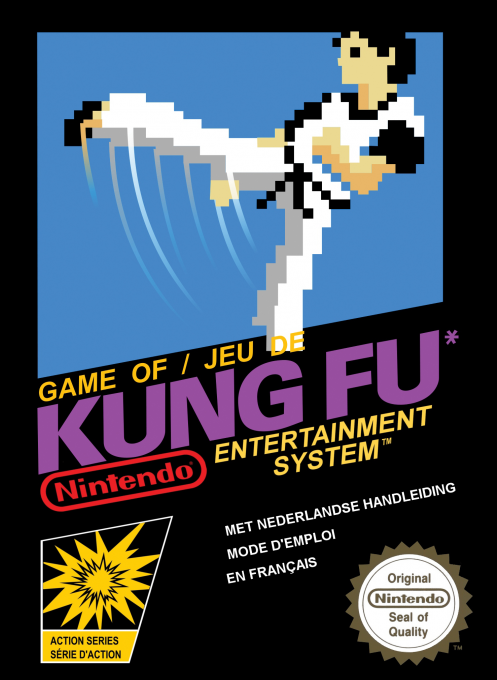 GAME OF / JEU DE
KUNG FU*
Nintendo®
ENTERTAINMENT
SYSTEM™
MET NEDERLANDSE HANDLEIDING
MODE D'EMPLOI
EN FRANÇAIS
ACTION SERIES
SÉRIE D'ACTION
Original
Nintendo
Seal of
Quality
TM